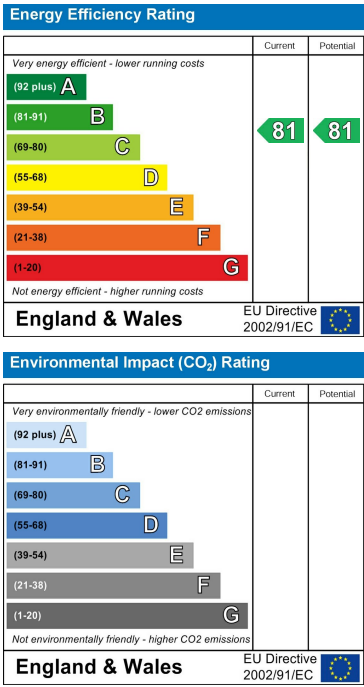 Energy Efficiency Rating
Current Potential
Very energy efficient - lower running costs
(92 plus) A
(81-91) B
81 81
(69-80) C
(55-68) D
(39-54) E
(21-38) F
(1-20) G
Not energy efficient - higher running costs
England & Wales
EU Directive
2002/91/EC
Environmental Impact (CO₂) Rating
Current Potential
Very environmentally friendly - lower CO2 emissions
(92 plus) A
(81-91) B
(69-80) C
(55-68) D
(39-54) E
(21-38) F
(1-20) G
Not environmentally friendly - higher CO2 emissions
England & Wales
EU Directive
2002/91/EC